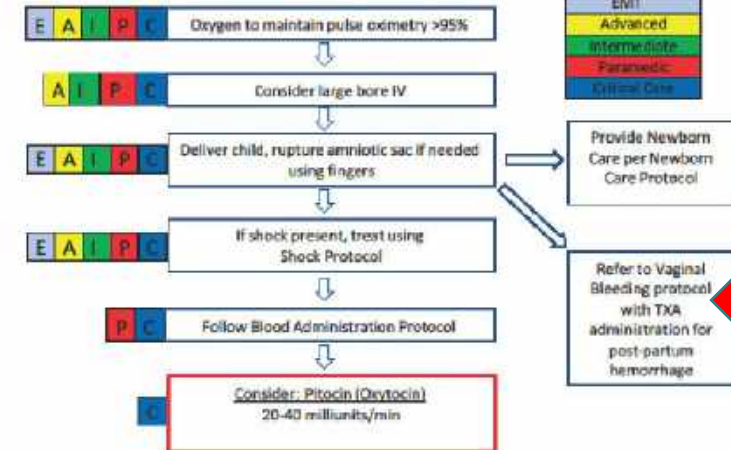 EMT
Advanced
Intermediate
Paramedic
Critical Care
E A I P C
Oxygen to maintain pulse oximetry >95%
A I P C
Consider large bore IV
E A I P C
Deliver child, rupture amniotic sac if needed
using fingers
Provide Newborn
Care per Newborn
Care Protocol
E A I P C
If shock present, treat using
Shock Protocol
Refer to Vaginal
Bleeding protocol
with TXA
administration for
post-partum
hemorrhage
P C
Follow Blood Administration Protocol
C
Consider: Pitocin (Oxytocin)
20-40 milliunits/min